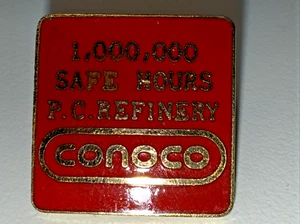 1,000,000
SAFE HOURS
P.C. REFINERY
conoco